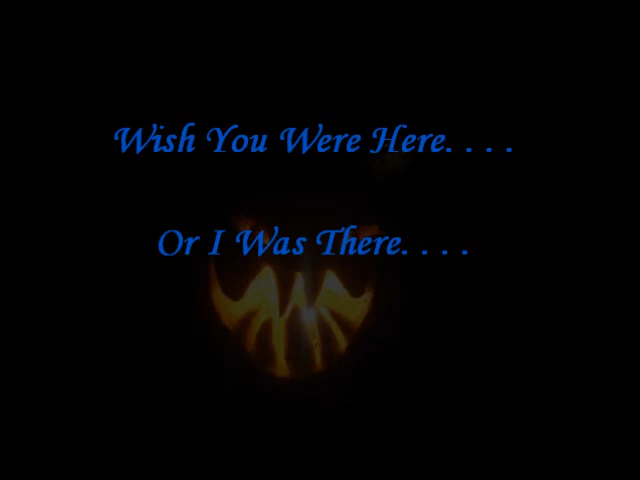 Wish You Were Here. . . .
Or I Was There. . . .